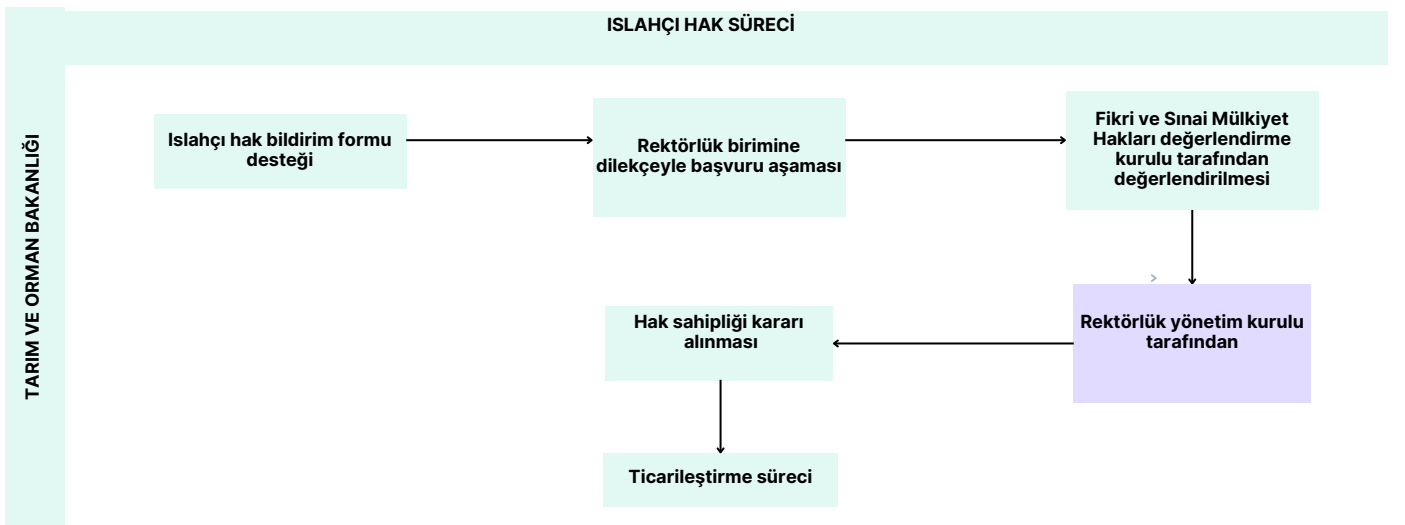 ISLAHÇI HAK SÜRECİ
TARIM VE ORMAN BAKANLIĞI
Islahçı hak bildirim formu
desteği
Rektörlük birimine
dilekçeyle başvuru aşaması
Fikri ve Sınai Mülkiyet
Hakları değerlendirme
kurulu tarafından
değerlendirilmesi
Rektörlük yönetim kurulu
tarafından
Hak sahipliği kararı
alınması
Ticarileştirme süreci